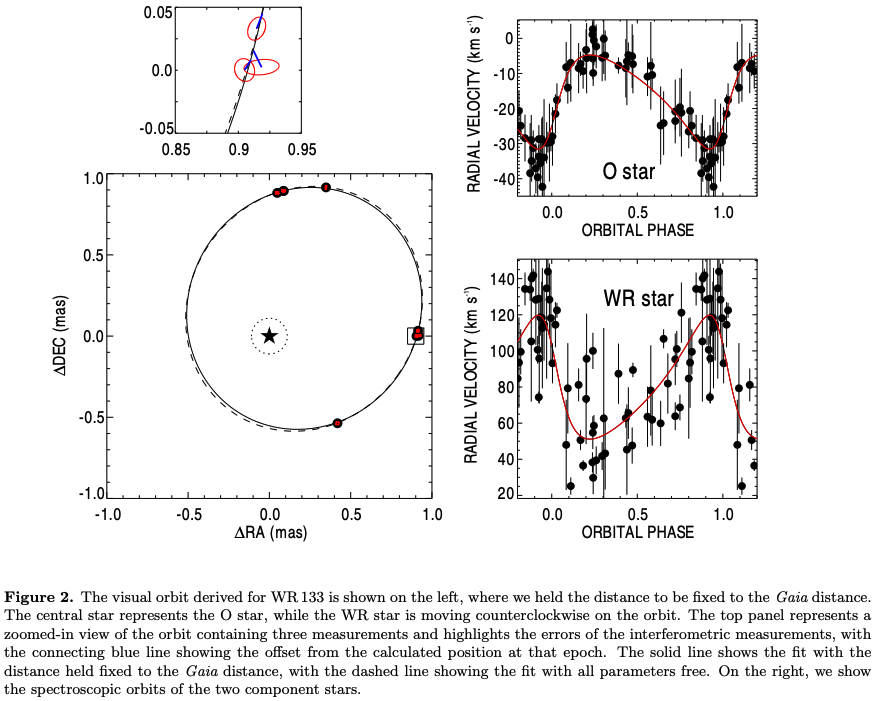 0.05
0.0
-0.05
0.85 0.9 0.95
1.0
0.5
0.0
-0.5
-1.0
-1.0 -0.5 0.0 0.5 1.0
ΔDEC (mas)
ΔRA (mas)
0
-10
-20
-30
-40
RADIAL VELOCITY (km s⁻¹)
O star
0.0 0.5 1.0
ORBITAL PHASE
140
120
100
80
60
40
20
RADIAL VELOCITY (km s⁻¹)
WR star
0.0 0.5 1.0
ORBITAL PHASE
Figure 2. The visual orbit derived for WR 133 is shown on the left, where we held the distance to be fixed to the Gaia distance.
The central star represents the O star, while the WR star is moving counterclockwise on the orbit. The top panel represents a
zoomed-in view of the orbit containing three measurements and highlights the errors of the interferometric measurements, with
the connecting blue line showing the offset from the calculated position at that epoch. The solid line shows the fit with the
distance held fixed to the Gaia distance, with the dashed line showing the fit with all parameters free. On the right, we show
the spectroscopic orbits of the two component stars.